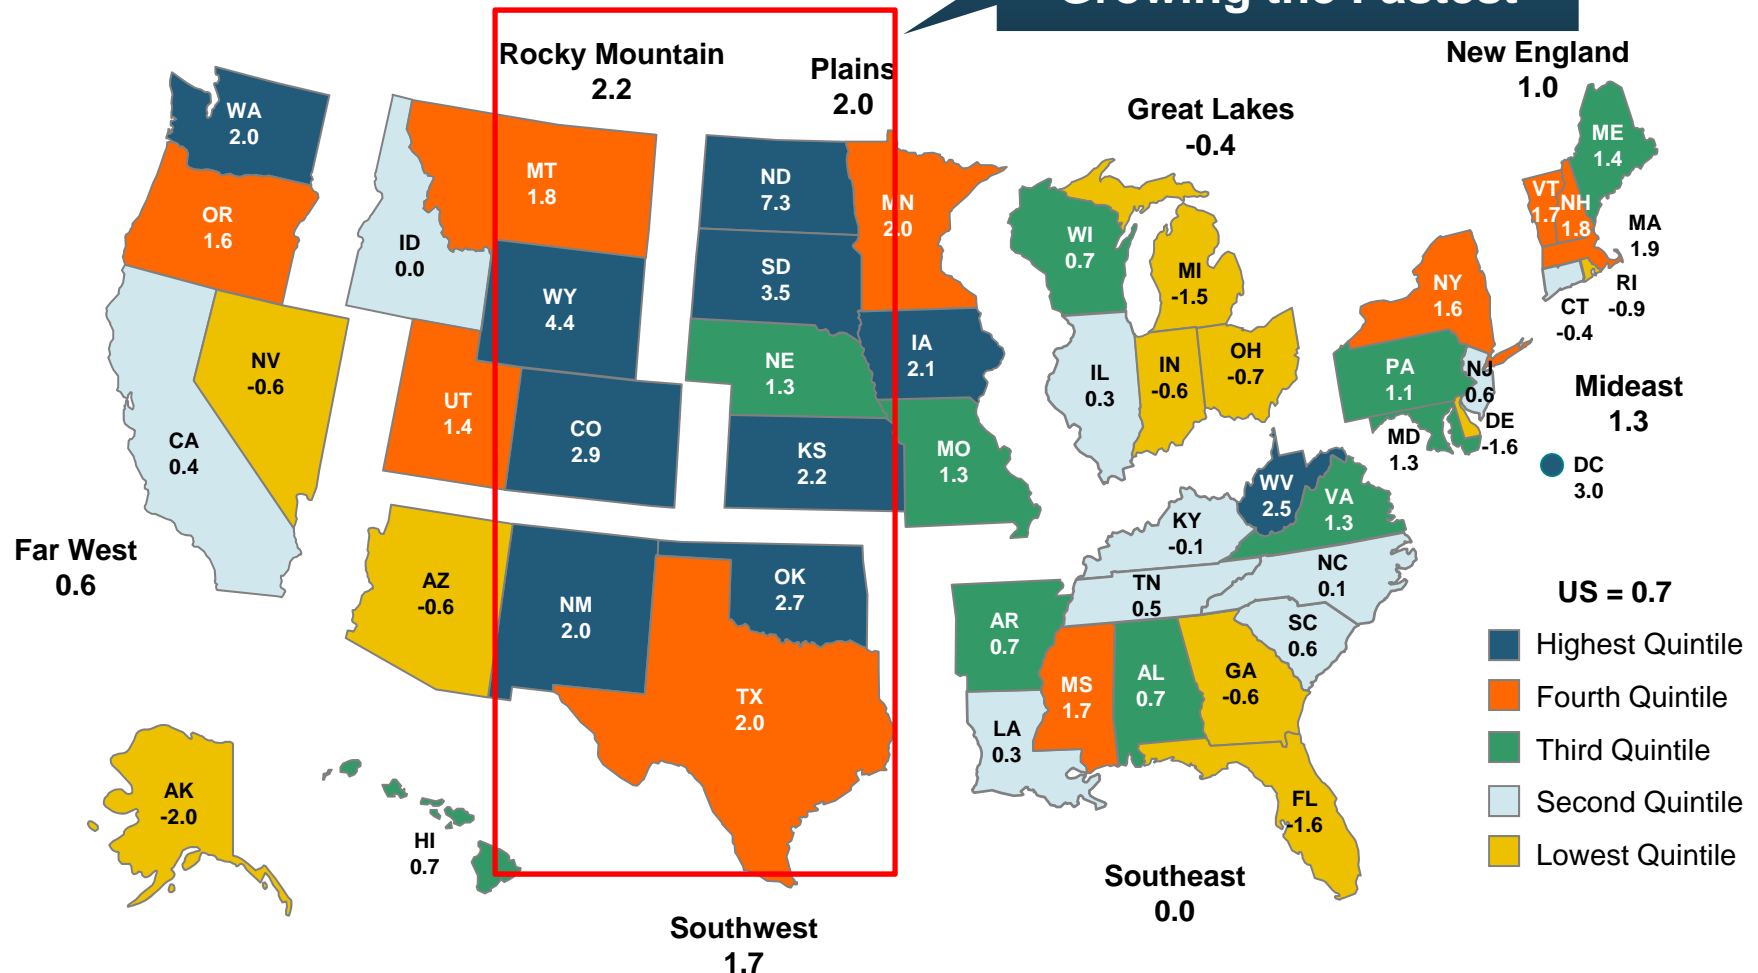 Growing the Fastest
Rocky Mountain
2.2
Plains
2.0
New England
1.0
Great Lakes
-0.4
WA
2.0
OR
1.6
MT
1.8
ID
0.0
WY
4.4
NV
-0.6
UT
1.4
CO
2.9
CA
0.4
ND
7.3
SD
3.5
NE
1.3
KS
2.2
MN
2.0
IA
2.1
MO
1.3
WI
0.7
MI
-1.5
IL
0.3
IN
-0.6
OH
-0.7
ME
1.4
VT
1.7
NH
1.8
MA
1.9
RI
-0.9
CT
-0.4
NY
1.6
PA
1.1
NJ
0.6
Mideast
1.3
DE
-1.6
MD
1.3
DC
3.0
WV
2.5
VA
1.3
KY
-0.1
TN
0.5
NC
0.1
SC
0.6
AR
0.7
LA
0.3
MS
1.7
AL
0.7
GA
-0.6
FL
-1.6
Far West
0.6
AZ
-0.6
NM
2.0
OK
2.7
TX
2.0
AK
-2.0
HI
0.7
Southeast
0.0
Southwest
1.7
US = 0.7
Highest Quintile
Fourth Quintile
Third Quintile
Second Quintile
Lowest Quintile